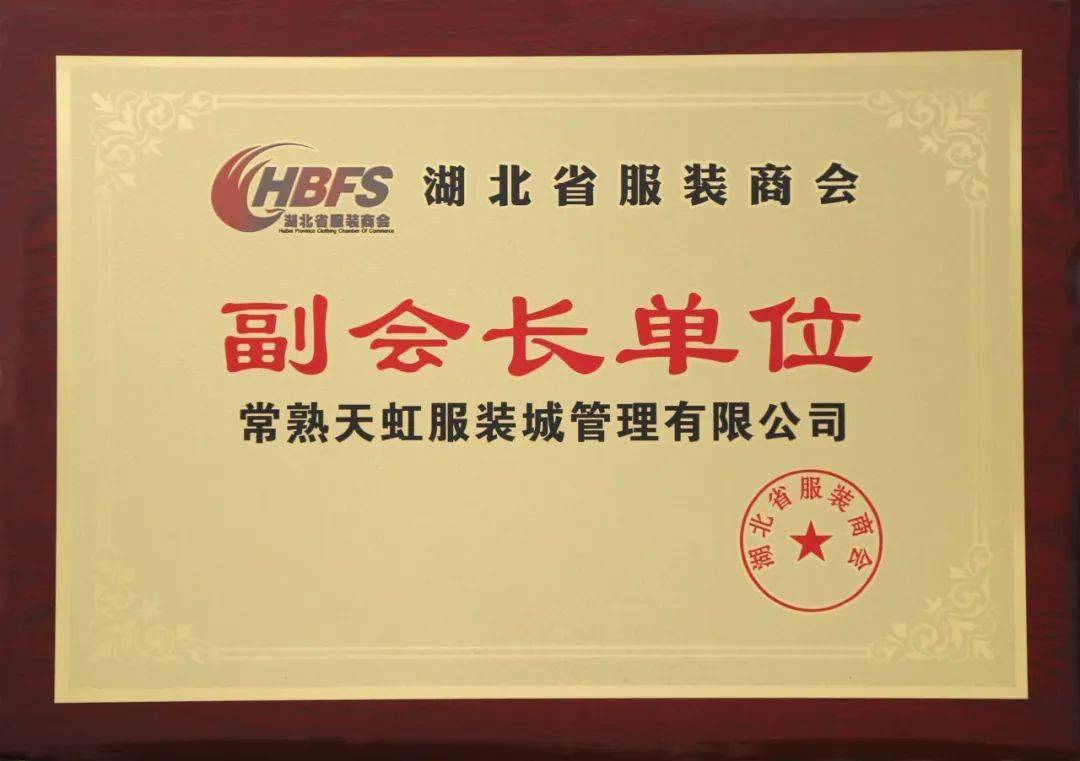 HBFS 湖北省服装商会
湖北省服装商会
Hubei Province Clothing Chamber Of Commerce
副会长单位
常熟天虹服装城管理有限公司
湖北省服装商会